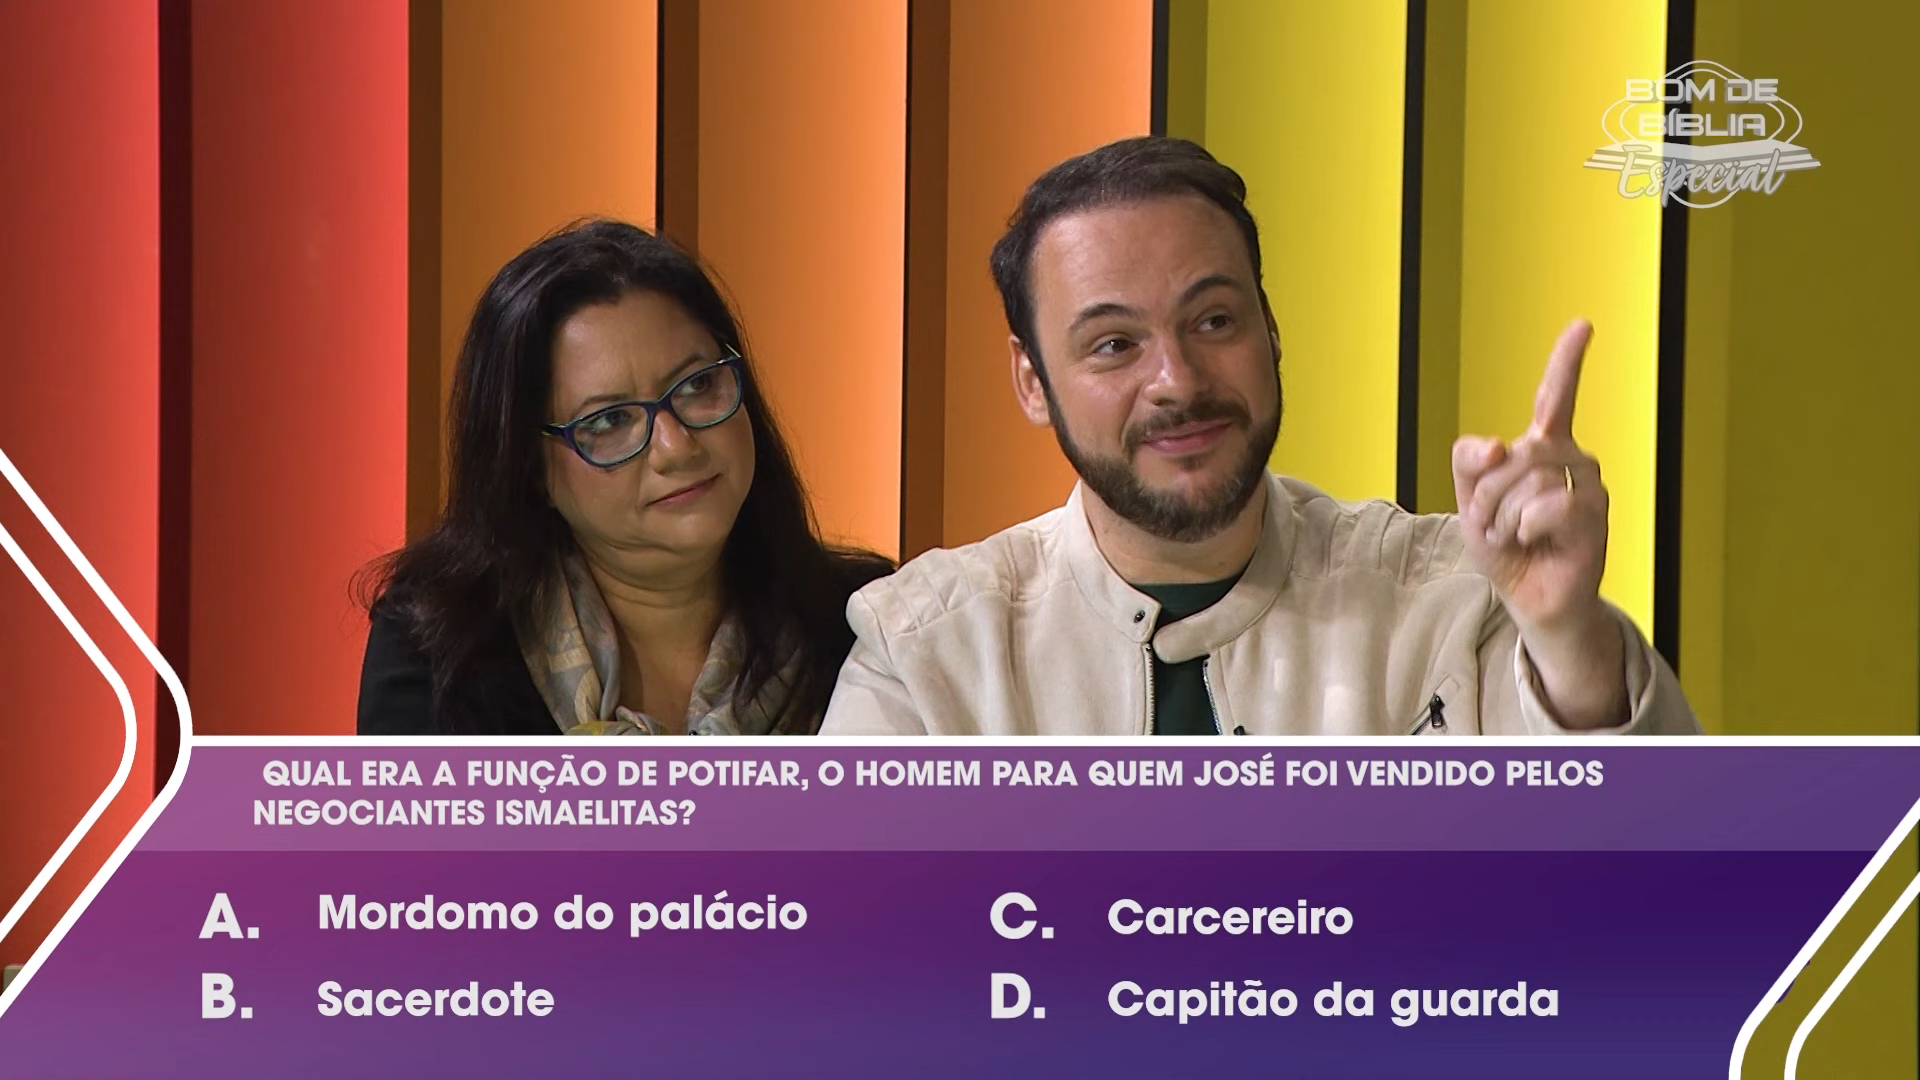 BOM DE
BÍBLIA
Especial
QUAL ERA A FUNÇÃO DE POTIFAR, O HOMEM PARA QUEM JOSÉ FOI VENDIDO PELOS
NEGOCIANTES ISMAELITAS?
A. Mordomo do palácio
B. Sacerdote
C. Carcereiro
D. Capitão da guarda